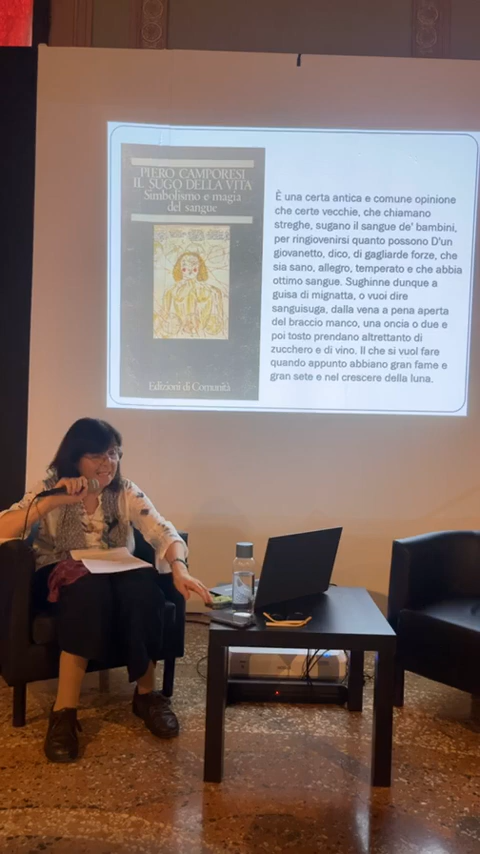 PIERO CAMPORESI
IL SUGO DELLA VITA
Simbolismo e magia
del sangue
Edizioni di Comunità
È una certa antica e comune opinione
che certe vecchie, che chiamano
streghe, sugano il sangue de' bambini,
per ringiovenirsi quanto possono D'un
giovanetto, dico, di gagliarde forze, che
sia sano, allegro, temperato e che abbia
ottimo sangue. Sughinne dunque a
guisa di mignatta, o vuoi dire
sanguisuga, dalla vena a pena aperta
del braccio manco, una oncia o due e
poi tosto prendano altrettanto di
zucchero e di vino. Il che si vuol fare
quando appunto abbiano gran fame e
gran sete e nel crescere della luna.